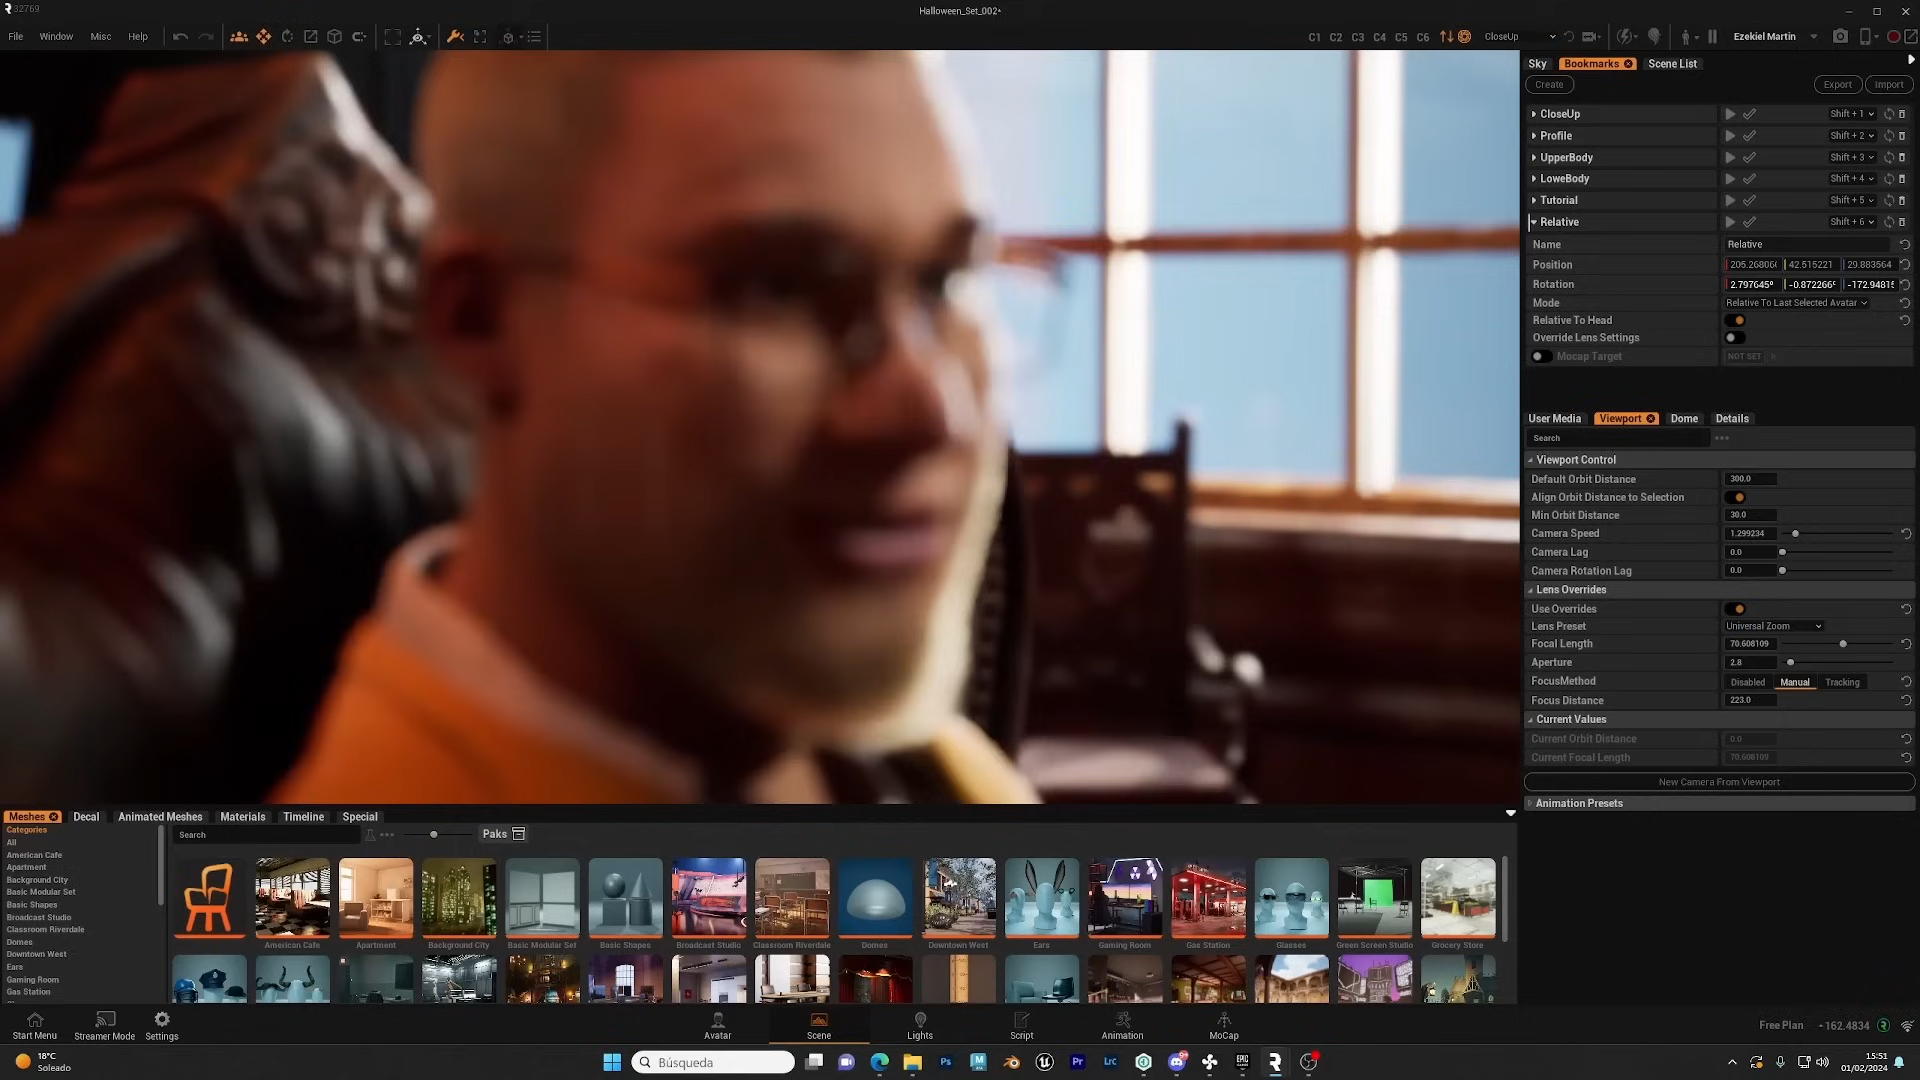 32769
Halloween_Set_002*
File Window Misc Help
C1 C2 C3 C4 C5 C6 CloseUp Ezekiel Martin
Sky Bookmarks Scene List
Create Export Import
CloseUp Shift + 1
Profile Shift + 2
UpperBody Shift + 3
LoweBody Shift + 4
Tutorial Shift + 5
Relative Shift + 6
Name Relative
Position 205.26806( 42.515221 29.883564
Rotation 2.797645º -0.872266º -172.94815
Mode Relative To Last Selected Avatar
Relative To Head
Override Lens Settings
Mocap Target NOT SET
User Media Viewport Dome Details
Search
Viewport Control
Default Orbit Distance 300.0
Align Orbit Distance to Selection
Min Orbit Distance 30.0
Camera Speed 1.299234
Camera Lag 0.0
Camera Rotation Lag 0.0
Lens Overrides
Use Overrides
Lens Preset Universal Zoom
Focal Length 70.608109
Aperture 2.8
FocusMethod Disabled Manual Tracking
Focus Distance 223.0
Current Values
Current Orbit Distance 0.0
Current Focal Length 70.608109
New Camera From Viewport
Animation Presets
Meshes Decal Animated Meshes Materials Timeline Special
Categories
All
American Cafe
Apartment
Background City
Basic Modular Set
Basic Shapes
Broadcast Studio
Classroom Riverdale
Domes
Downtown West
Ears
Gaming Room
Gas Station
Search Paks
American Cafe Apartment Background City Basic Modular Set Basic Shapes Broadcast Studio Classroom Riverdale Domes Downtown West Ears Gaming Room Gas Station Glasses Green Screen Studio Grocery Store
Start Menu Streamer Mode Settings Avatar Scene Lights Script Animation MoCap
Free Plan -162.4834
18°C
Soleado
Búsqueda
Ps
Pr
Lrc
EPIC
15:51
01/02/2024